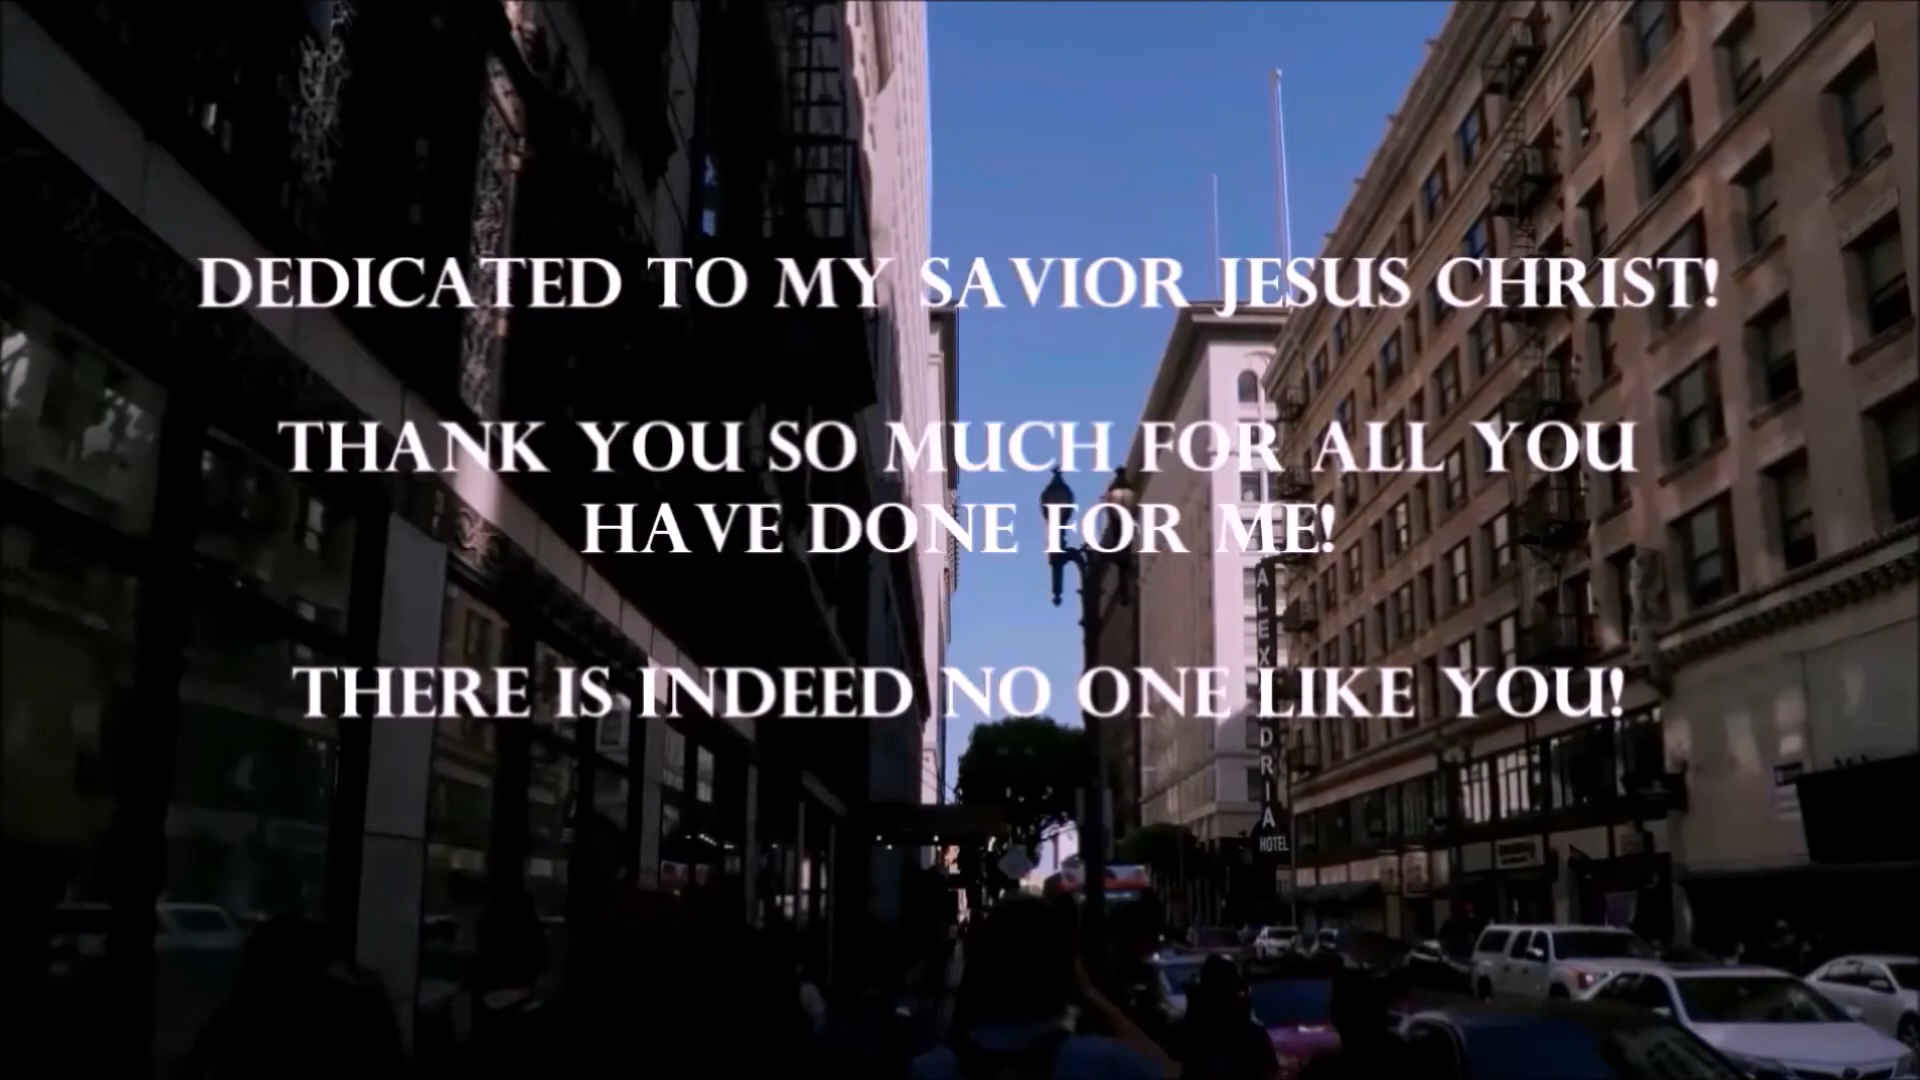 DEDICATED TO MY SAVIOR JESUS CHRIST!
THANK YOU SO MUCH FOR ALL YOU
HAVE DONE FOR ME!
THERE IS INDEED NO ONE LIKE YOU!
ALEXANDRIA
HOTEL